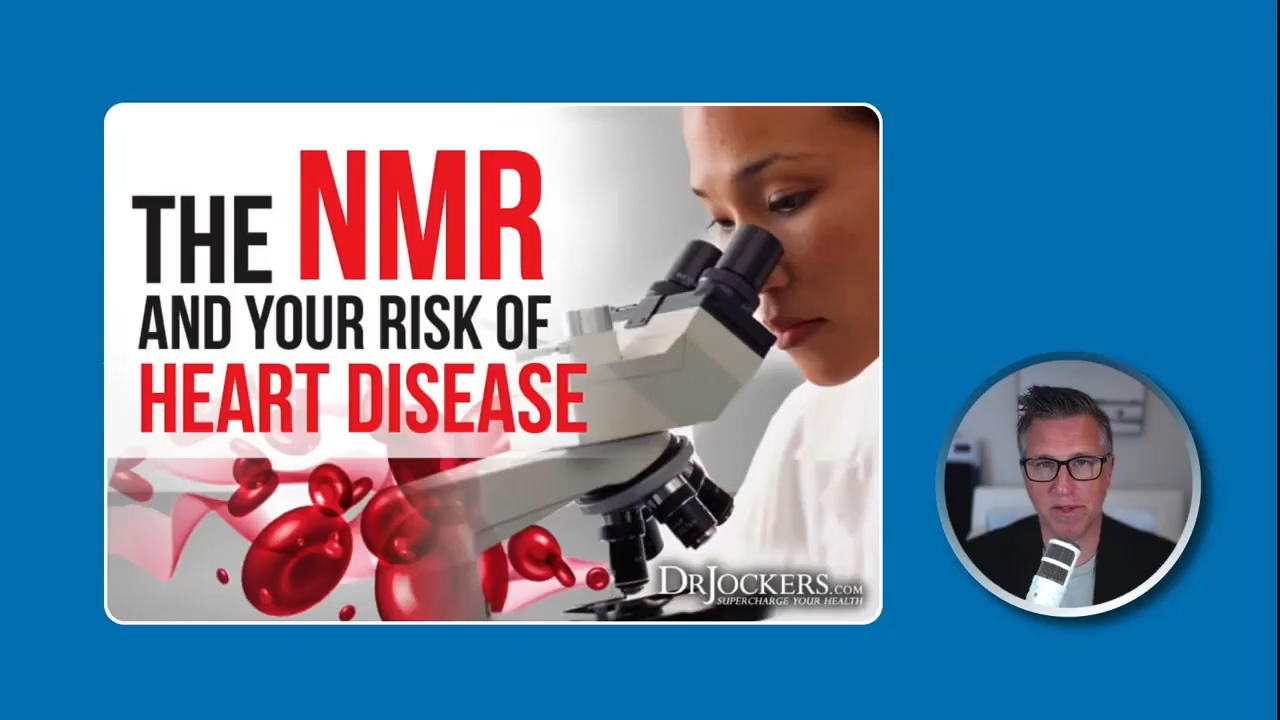 THE NMR
AND YOUR RISK OF
HEART DISEASE
DRJOCKERS.COM
SUPERCHARGE YOUR HEALTH